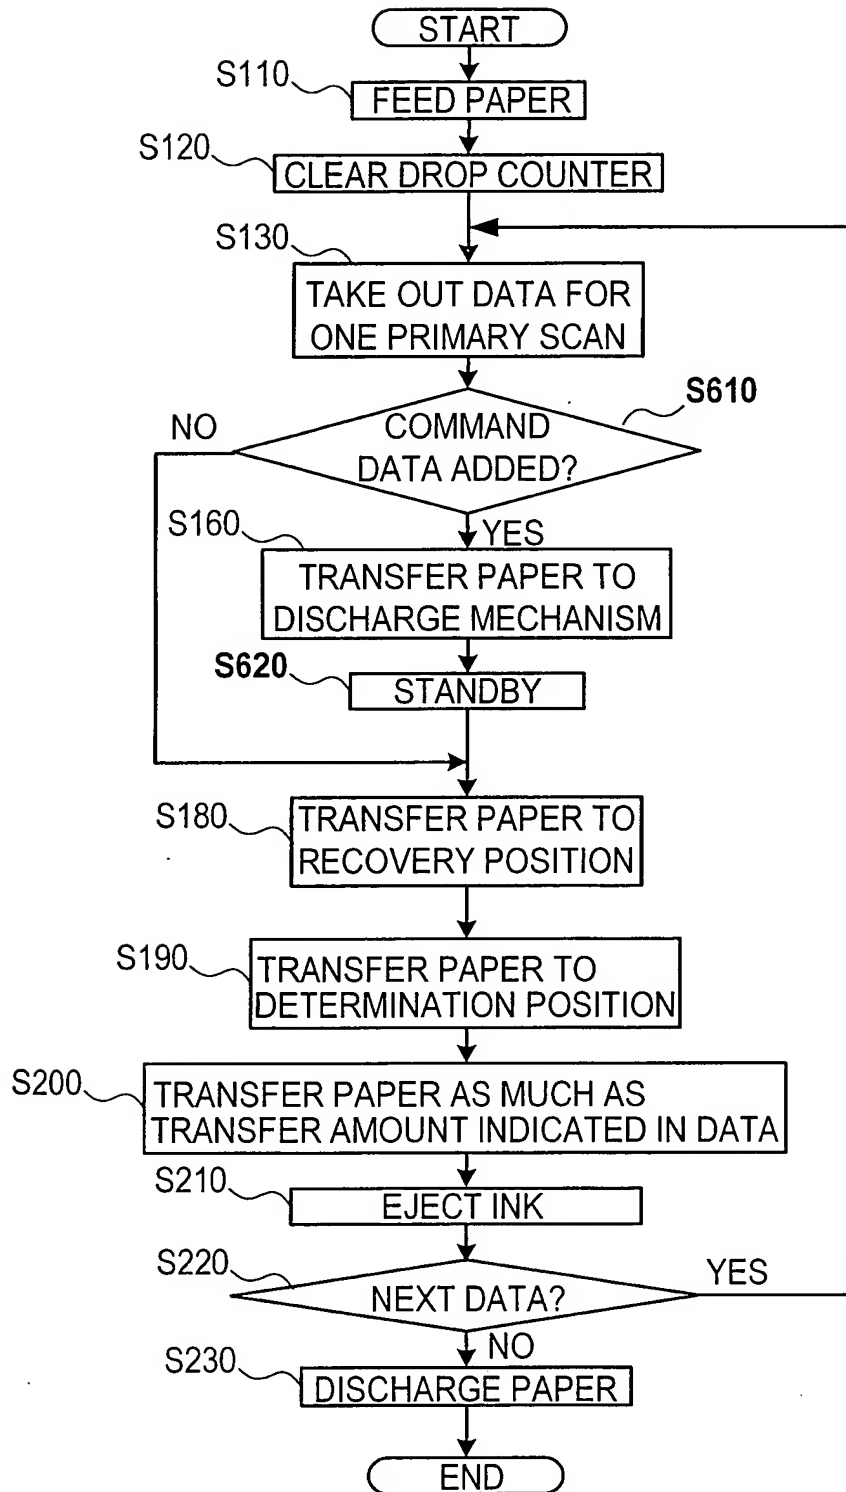 START
S110
FEED PAPER
S120
CLEAR DROP COUNTER
S130
TAKE OUT DATA FOR
ONE PRIMARY SCAN
S610
NO
COMMAND
DATA ADDED?
S160
YES
TRANSFER PAPER TO
DISCHARGE MECHANISM
S620
STANDBY
S180
TRANSFER PAPER TO
RECOVERY POSITION
S190
TRANSFER PAPER TO
DETERMINATION POSITION
S200
TRANSFER PAPER AS MUCH AS
TRANSFER AMOUNT INDICATED IN DATA
S210
EJECT INK
S220
NEXT DATA?
YES
NO
S230
DISCHARGE PAPER
END